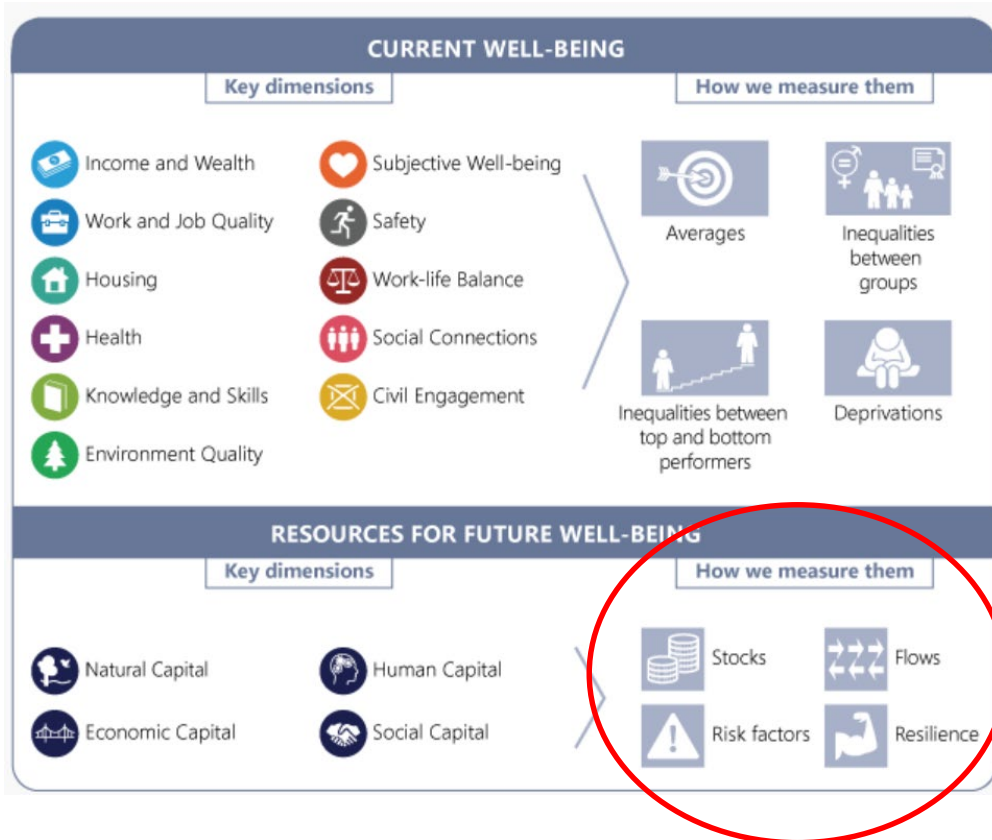 CURRENT WELL-BEING
Key dimensions
How we measure them
Income and Wealth
Subjective Well-being
Work and Job Quality
Safety
Housing
Work-life Balance
Health
Social Connections
Knowledge and Skills
Civil Engagement
Environment Quality
Averages
Inequalities
between
groups
Inequalities between
top and bottom
performers
Deprivations
RESOURCES FOR FUTURE WELL-BEING
Key dimensions
How we measure them
Natural Capital
Human Capital
Economic Capital
Social Capital
Stocks
Flows
Risk factors
Resilience